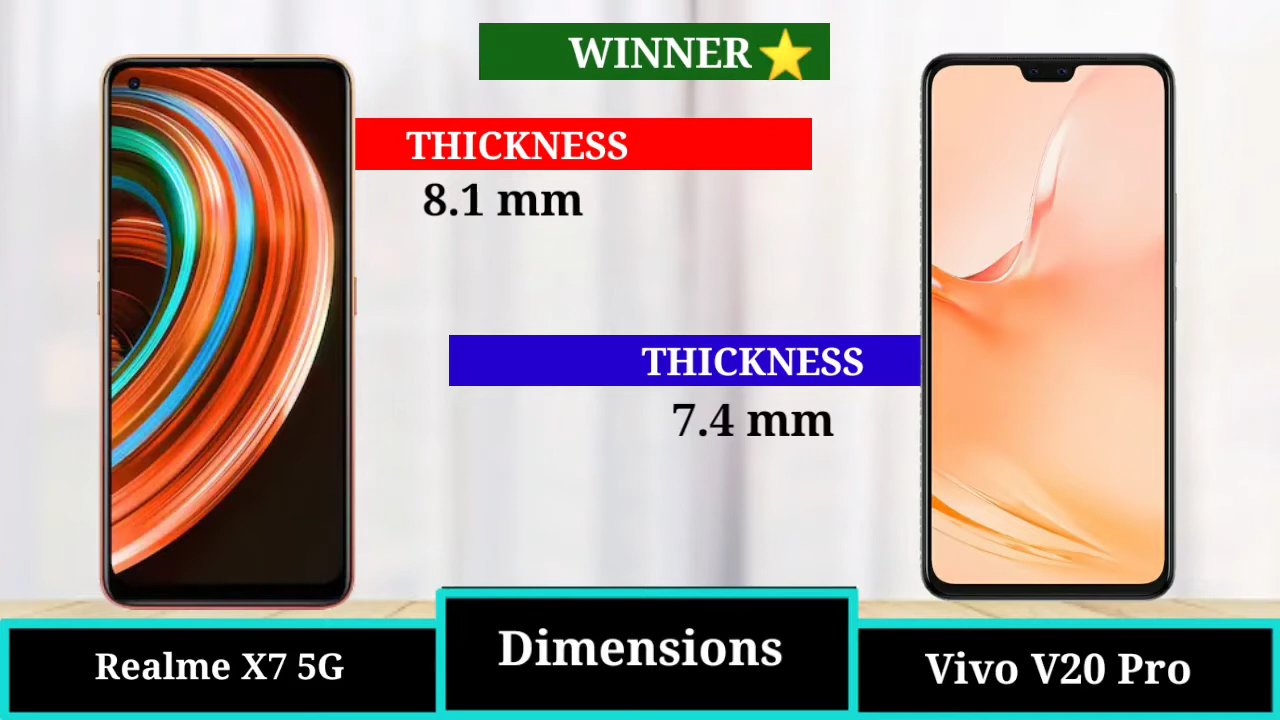 WINNER⭐
THICKNESS
8.1 mm
THICKNESS
7.4 mm
Realme X7 5G
Dimensions
Vivo V20 Pro